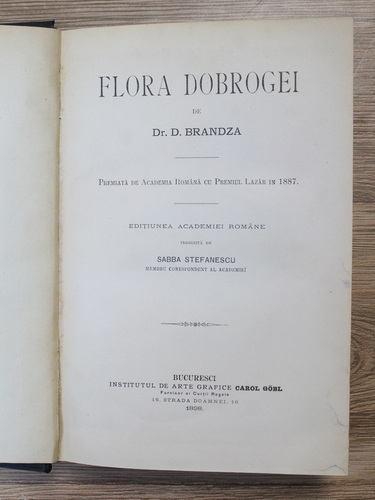 FLORA DOBROGEI
DE
Dr. D. BRANDZA
PREMIATĂ DE ACADEMIA ROMÂNĂ CU PREMIUL LAZĂR IN 1887.
EDIȚIUNEA ACADEMIEI ROMÂNE
ÎNGRIJITĂ DE
SABBA STEFANESCU
MEMBRU CORESPONDENT AL ACADEMIEI
BUCURESCI
INSTITUTUL DE ARTE GRAFICE CAROL GÖBL
Furnisor al Curții Regale
16, STRADA DOAMNEI, 16
1898.